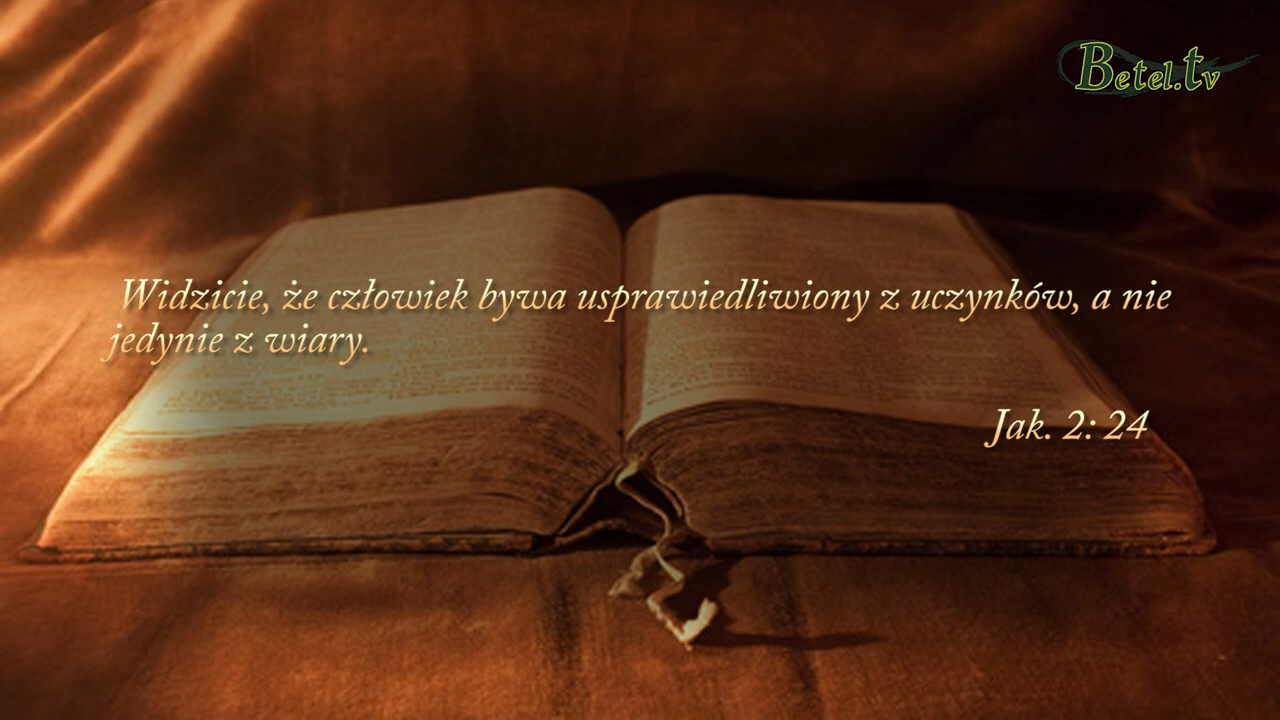 Betel.tv
Widzicie, że człowiek bywa usprawiedliwiony z uczynków, a nie
jedynie z wiary.
Jak. 2: 24